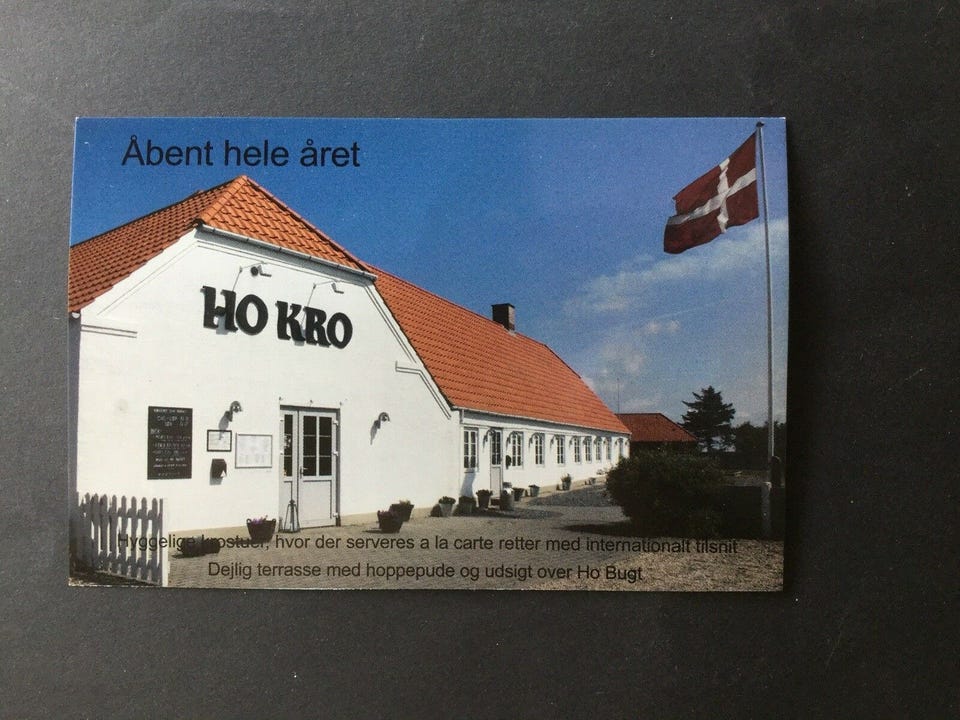 Åbent hele året
HO KRO
Hyggelige krostuer, hvor der serveres a la carte retter med internationalt tilsnit
Dejlig terrasse med hoppepude og udsigt over Ho Bugt